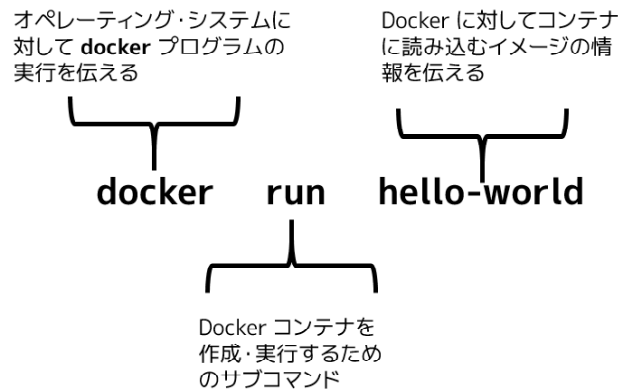 オペレーティング・システムに
対して docker プログラムの
実行を伝える
Docker に対してコンテナ
に読み込むイメージの情
報を伝える
docker run hello-world
Docker コンテナを
作成・実行するため
のサブコマンド